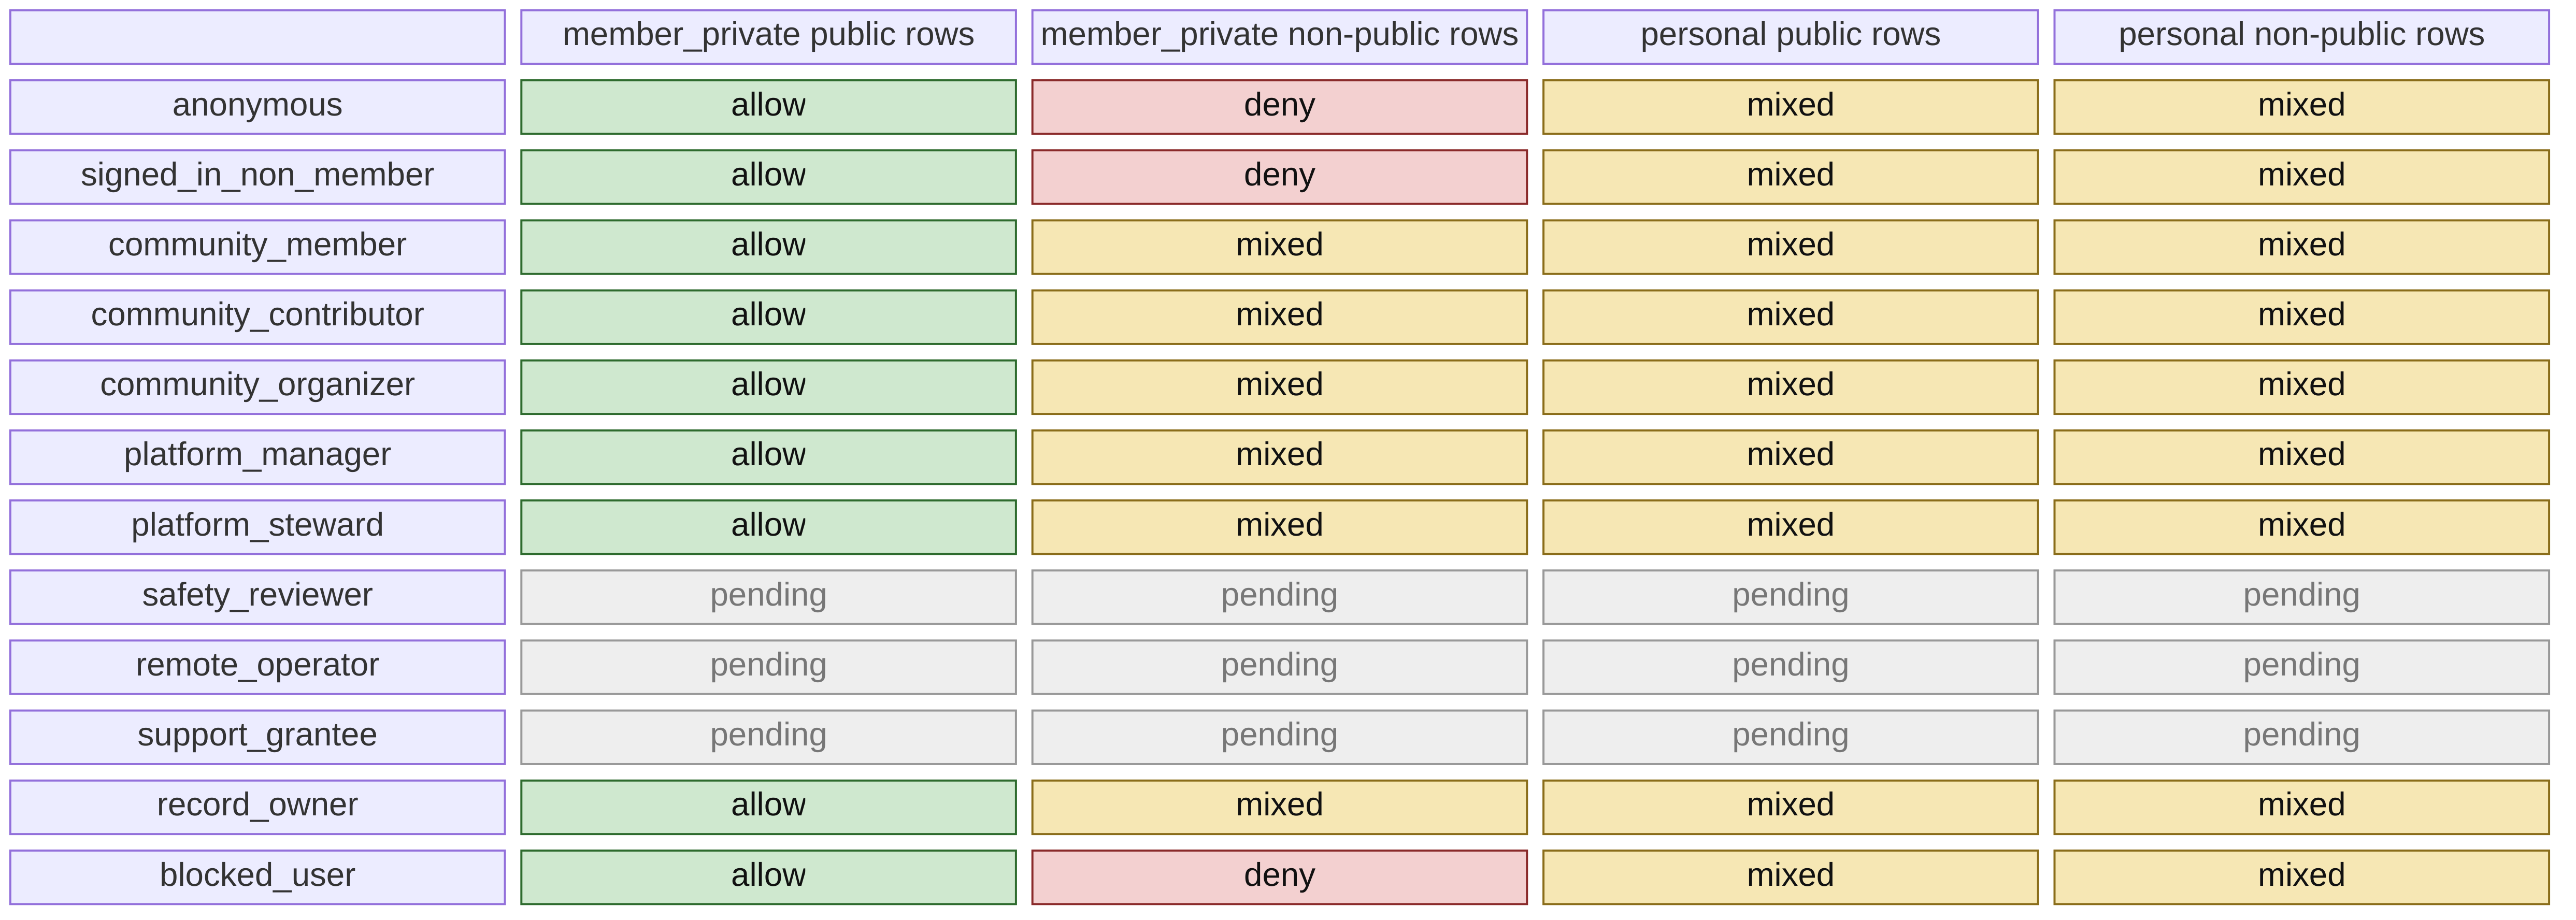 member_private public rows member_private non-public rows personal public rows personal non-public rows
anonymous allow deny mixed mixed
signed_in_non_member allow deny mixed mixed
community_member allow mixed mixed mixed
community_contributor allow mixed mixed mixed
community_organizer allow mixed mixed mixed
platform_manager allow mixed mixed mixed
platform_steward allow mixed mixed mixed
safety_reviewer pending pending pending pending
remote_operator pending pending pending pending
support_grantee pending pending pending pending
record_owner allow mixed mixed mixed
blocked_user allow deny mixed mixed